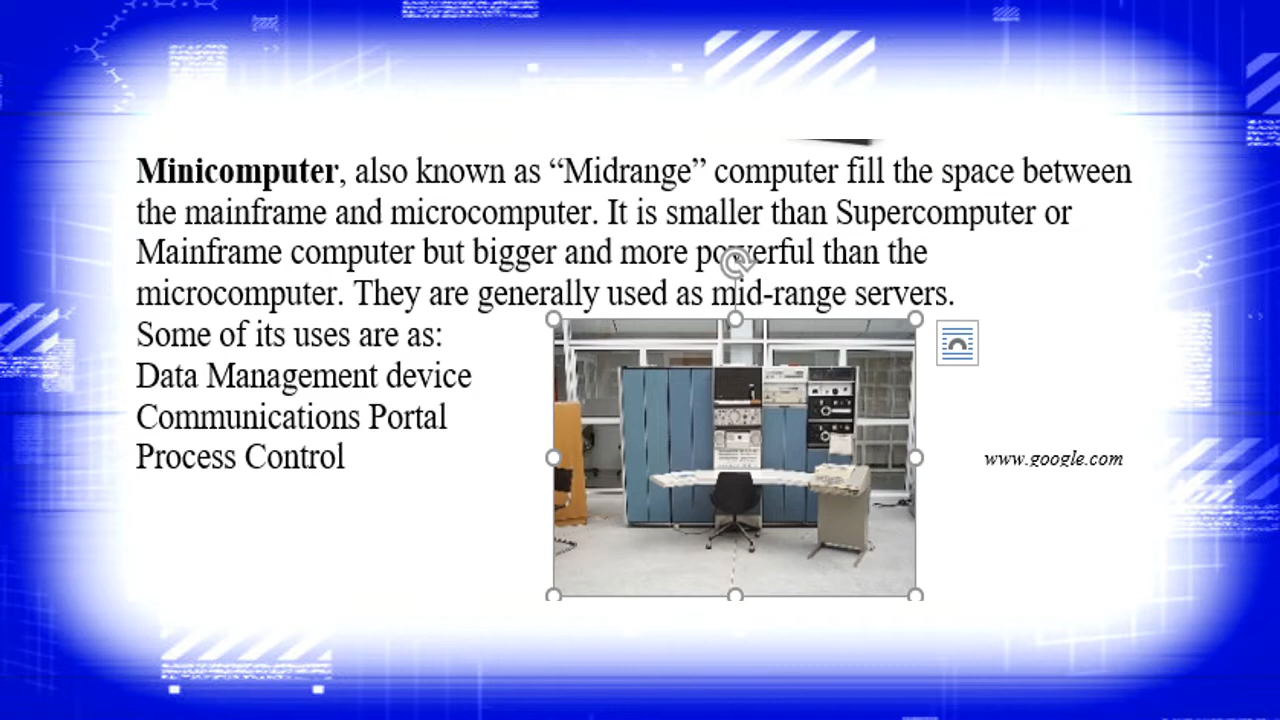 Minicomputer, also known as “Midrange” computer fill the space between
the mainframe and microcomputer. It is smaller than Supercomputer or
Mainframe computer but bigger and more powerful than the
microcomputer. They are generally used as mid-range servers.
Some of its uses are as:
Data Management device
Communications Portal
Process Control
www.google.com